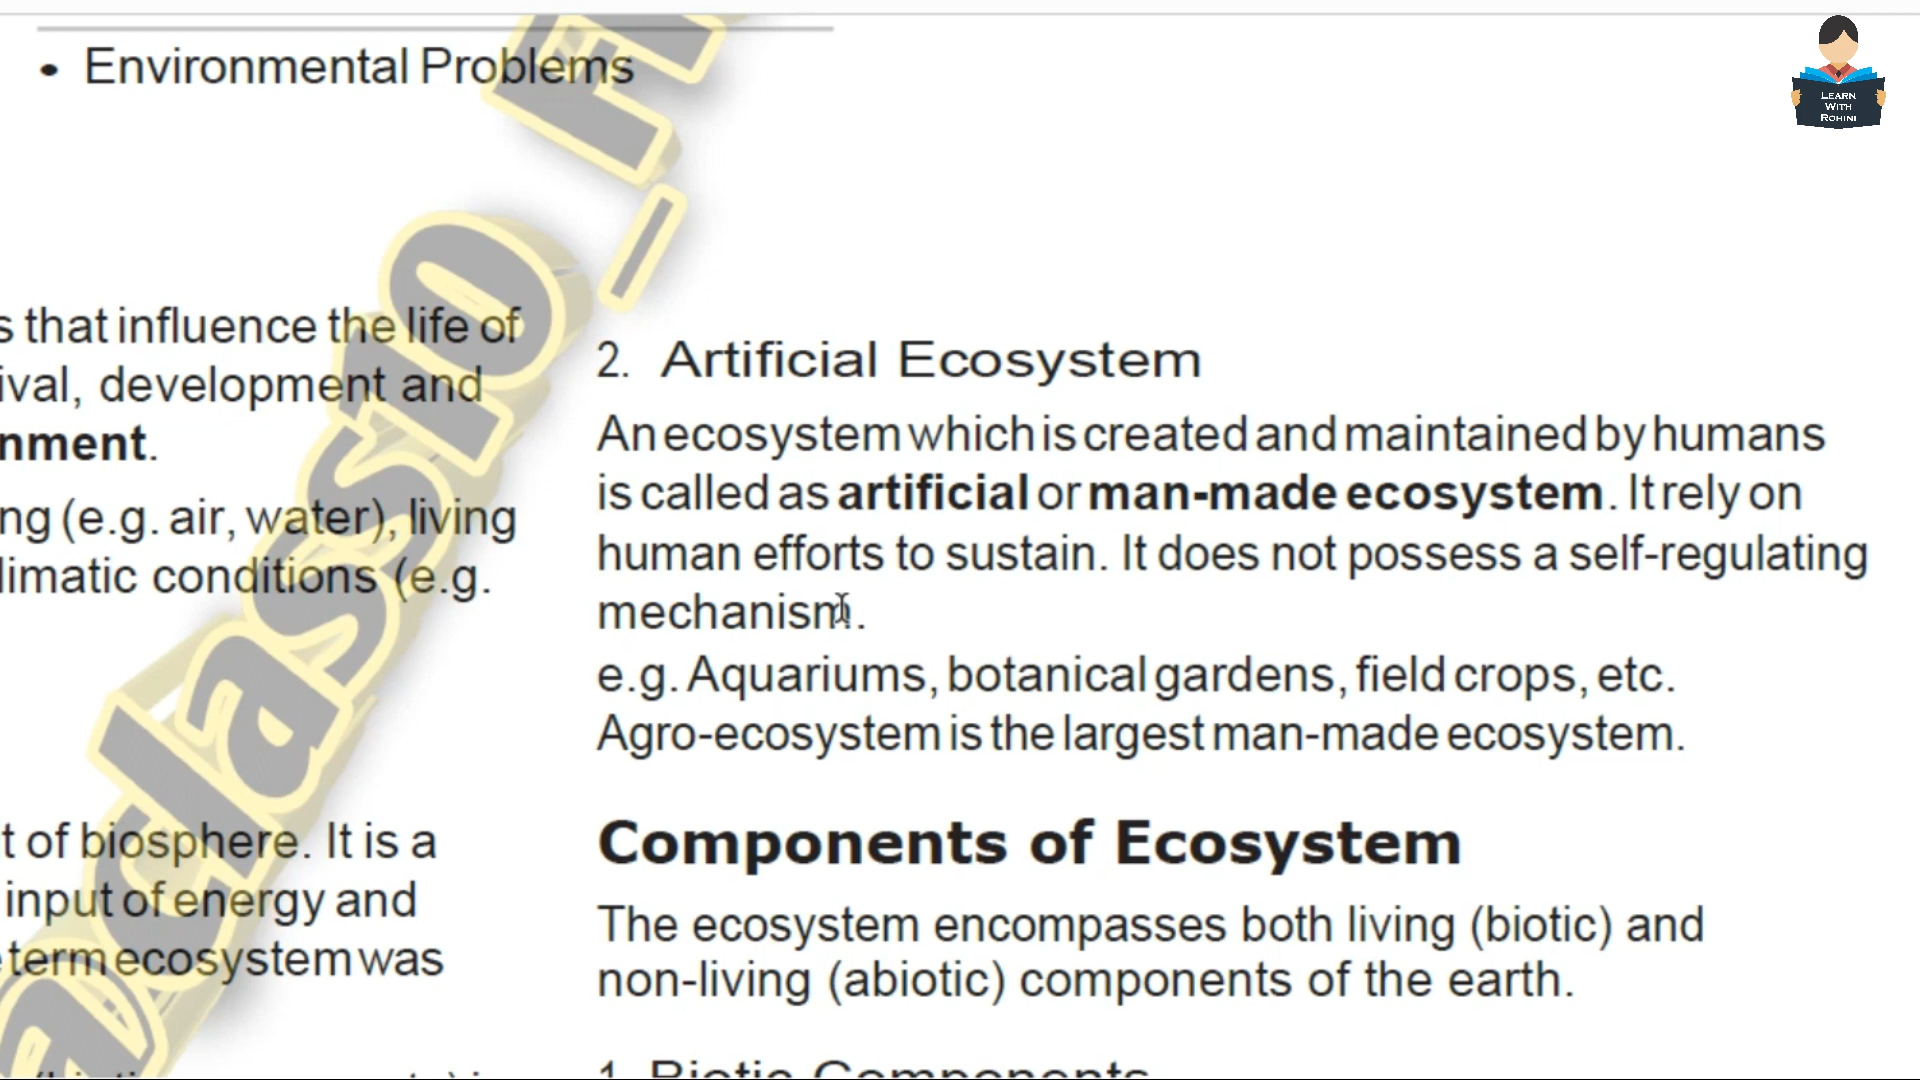 • Environmental Problems
LEARN
WITH
ROHINI
s that influence the life of
ival, development and
nment.
ng (e.g. air, water), living
limatic conditions (e.g.
t of biosphere. It is a
input of energy and
term ecosystem was
2. Artificial Ecosystem
An ecosystem which is created and maintained by humans
is called as artificial or man-made ecosystem. It rely on
human efforts to sustain. It does not possess a self-regulating
mechanism.
e.g. Aquariums, botanical gardens, field crops, etc.
Agro-ecosystem is the largest man-made ecosystem.
Components of Ecosystem
The ecosystem encompasses both living (biotic) and
non-living (abiotic) components of the earth.
1. Biotic Components
class10_